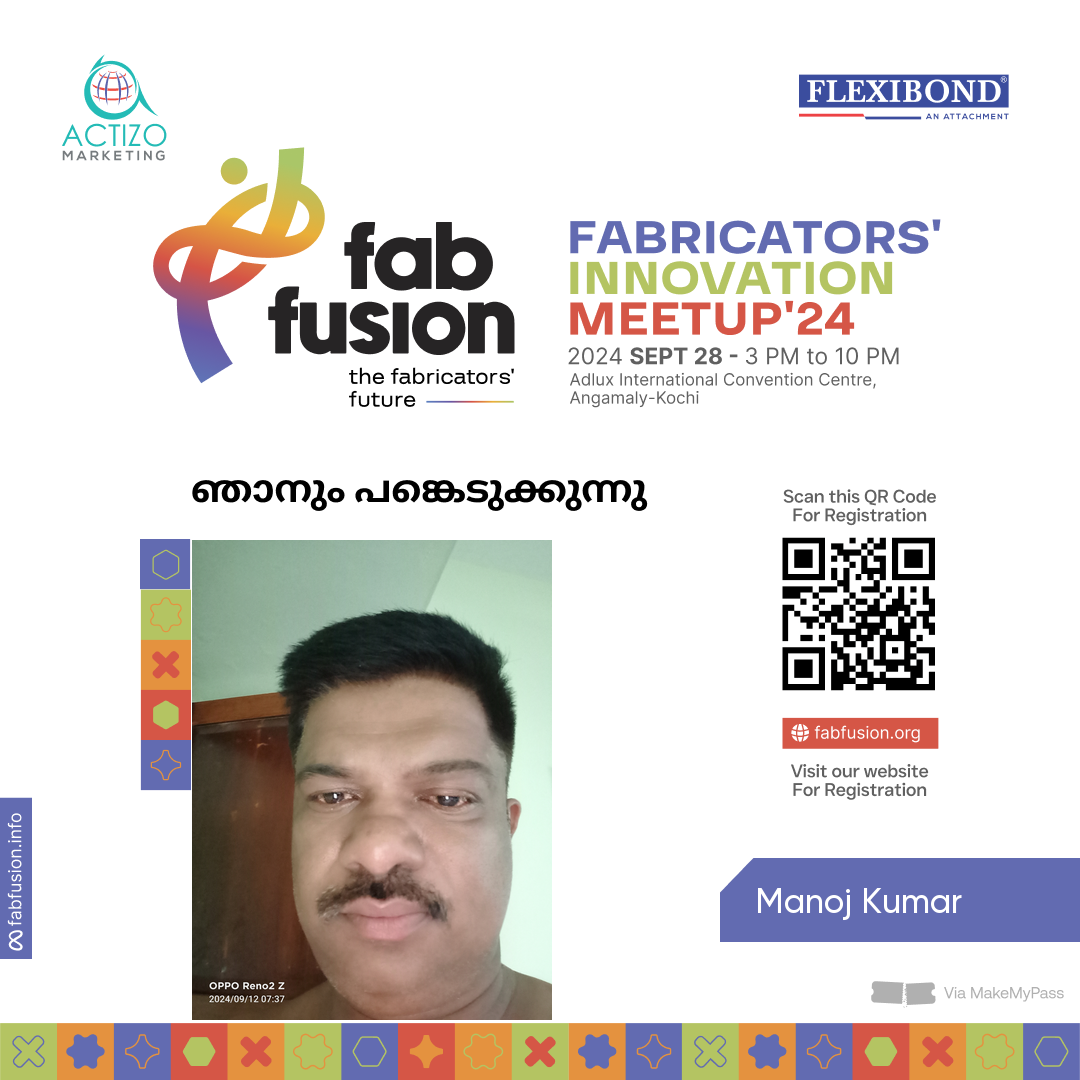 ACTIZO
MARKETING
FLEXIBOND®
AN ATTACHMENT
fab
fusion
the fabricators'
future
FABRICATORS'
INNOVATION
MEETUP'24
2024 SEPT 28 - 3 PM to 10 PM
Adlux International Convention Centre,
Angamaly-Kochi
ഞാനും പങ്കെടുക്കുന്നു
Scan this QR Code
For Registration
fabfusion.org
Visit our website
For Registration
fabfusion.info
Manoj Kumar
OPPO Reno2 Z
2024/09/12 07:37
Via MakeMyPass